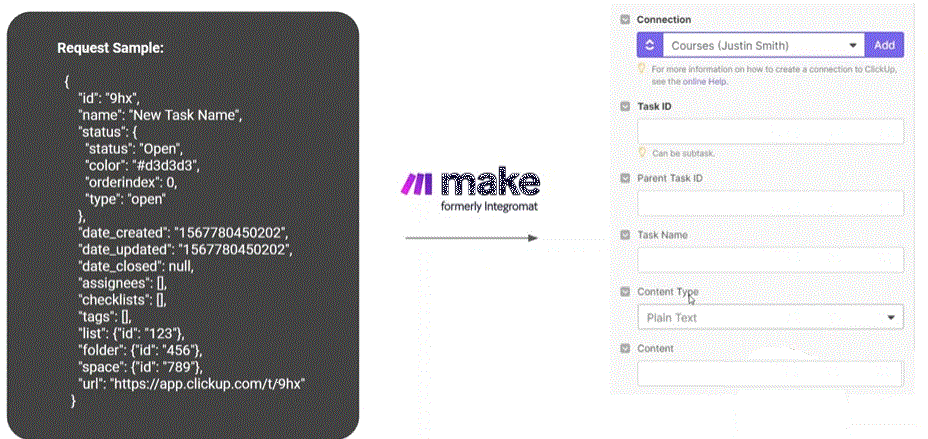 Request Sample:
{
"id": "9hx",
"name": "New Task Name",
"status": {
"status": "Open",
"color": "#d3d3d3",
"orderindex": 0,
"type": "open"
},
"date_created": "1567780450202",
"date_updated": "1567780450202",
"date_closed": null,
"assignees": [],
"checklists": [],
"tags": [],
"list": {"id": "123"},
"folder": {"id": "456"},
"space": {"id": "789"},
"url": "https://app.clickup.com/t/9hx"
}
make
formerly Integromat
Connection
Courses (Justin Smith)
Add
For more information on how to create a connection to ClickUp,
see the online Help.
Task ID
Can be subtask.
Parent Task ID
Task Name
Content Type
Plain Text
Content